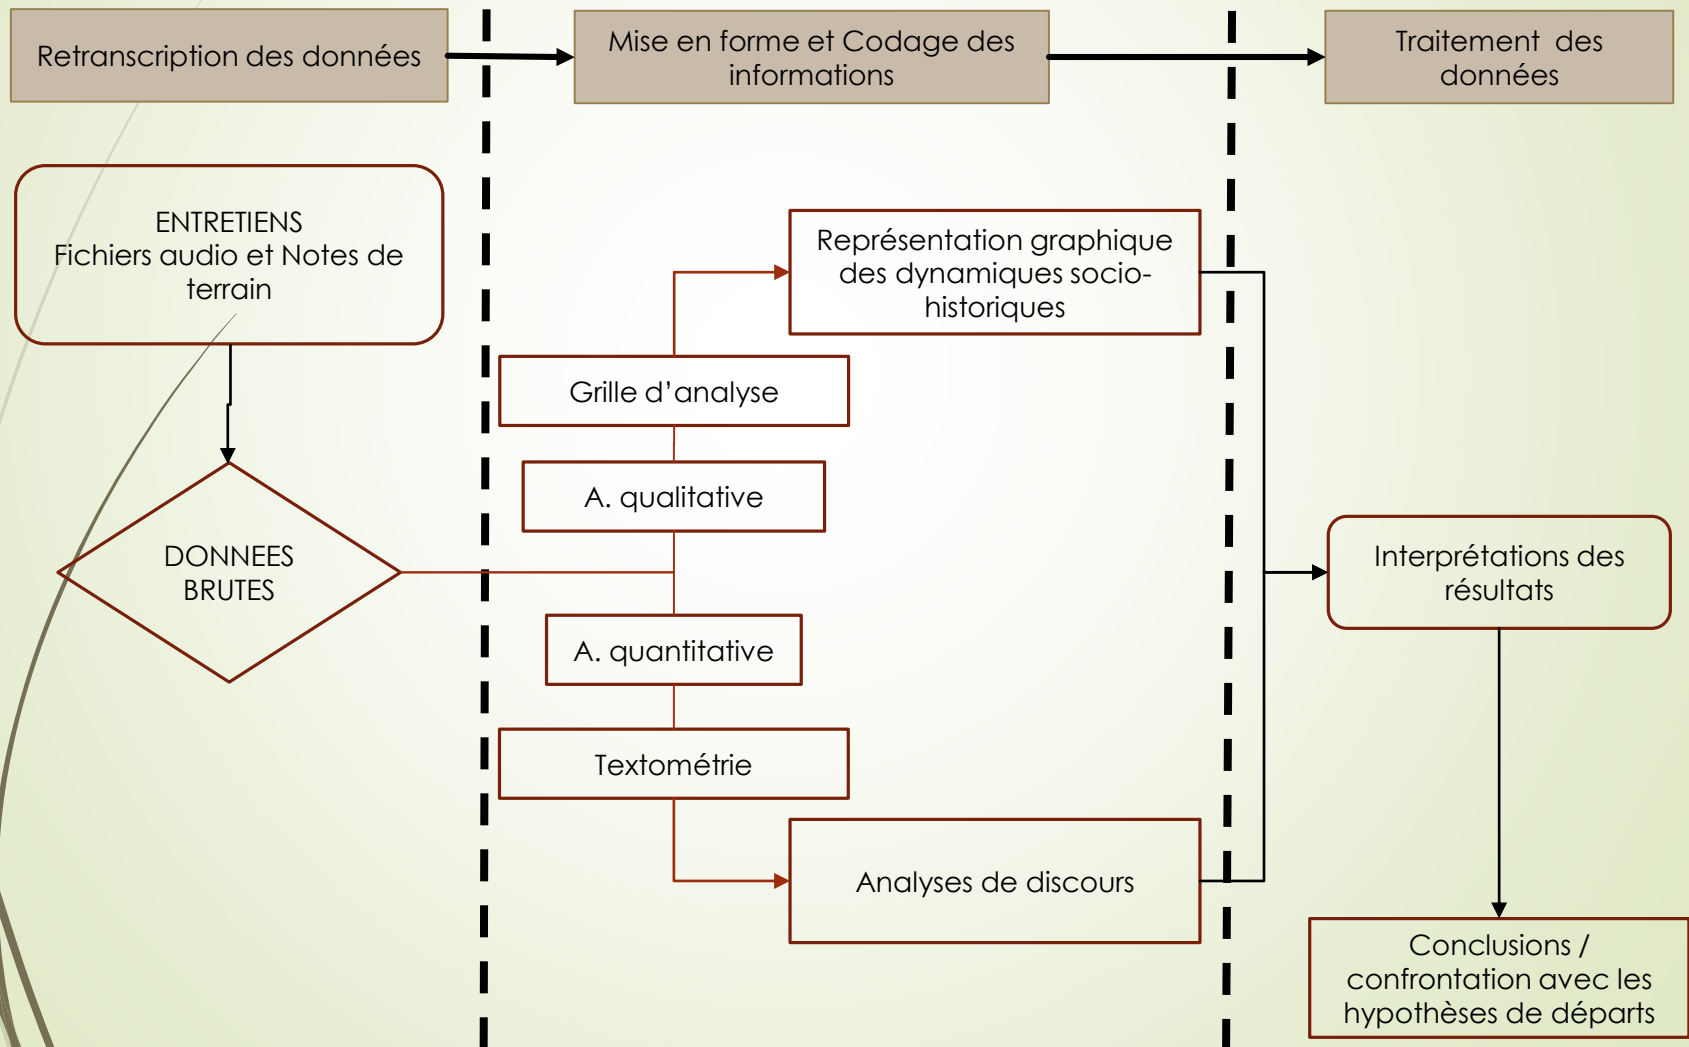 Retranscription des données
Mise en forme et Codage des
informations
Traitement des
données
ENTRETIENS
Fichiers audio et Notes de
terrain
DONNEES
BRUTES
Représentation graphique
des dynamiques socio-
historiques
Grille d’analyse
A. qualitative
A. quantitative
Textométrie
Analyses de discours
Interprétations des
résultats
Conclusions /
confrontation avec les
hypothèses de départs